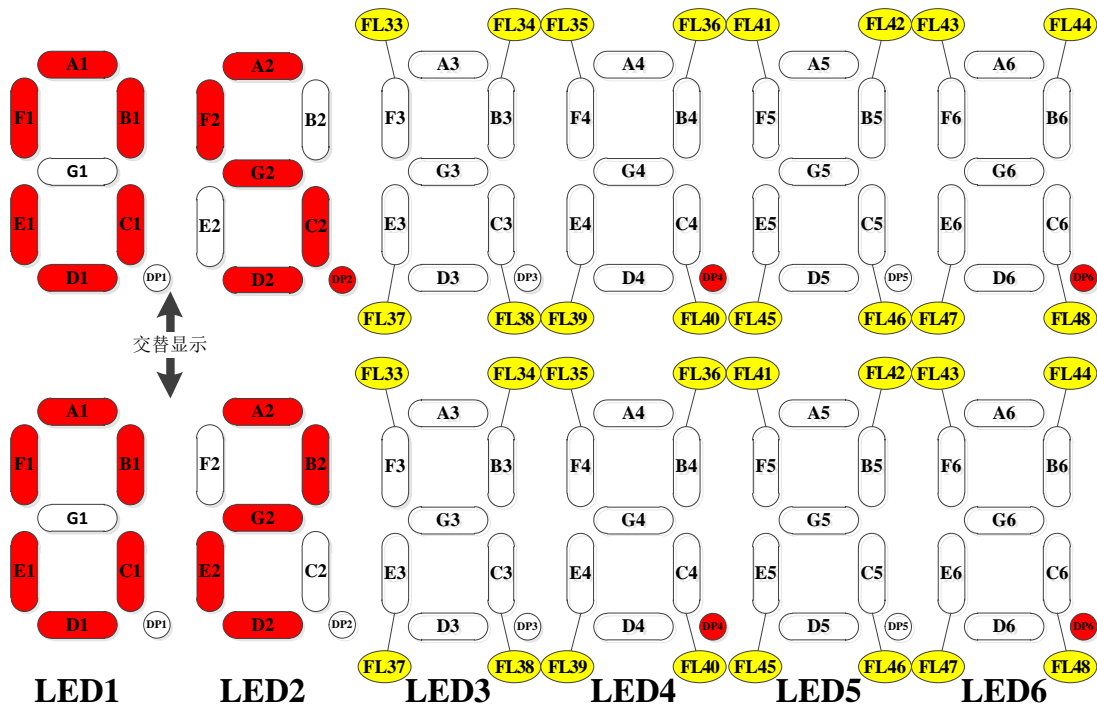 FL33 FL34 FL35 FL36 FL41 FL42 FL43 FL44
A1 A2 A3 A4 A5 A6
F1 B1 F2 B2 F3 B3 F4 B4 F5 B5 F6 B6
G1 G2 G3 G4 G5 G6
E1 C1 E2 C2 E3 C3 E4 C4 E5 C5 E6 C6
D1 DP1 D2 DP2 D3 DP3 D4 DP4 D5 DP5 D6 DP6
FL37 FL38 FL39 FL40 FL45 FL46 FL47 FL48
交替显示
FL33 FL34 FL35 FL36 FL41 FL42 FL43 FL44
A1 A2 A3 A4 A5 A6
F1 B1 F2 B2 F3 B3 F4 B4 F5 B5 F6 B6
G1 G2 G3 G4 G5 G6
E1 C1 E2 C2 E3 C3 E4 C4 E5 C5 E6 C6
D1 DP1 D2 DP2 D3 DP3 D4 DP4 D5 DP5 D6 DP6
FL37 FL38 FL39 FL40 FL45 FL46 FL47 FL48
LED1 LED2 LED3 LED4 LED5 LED6